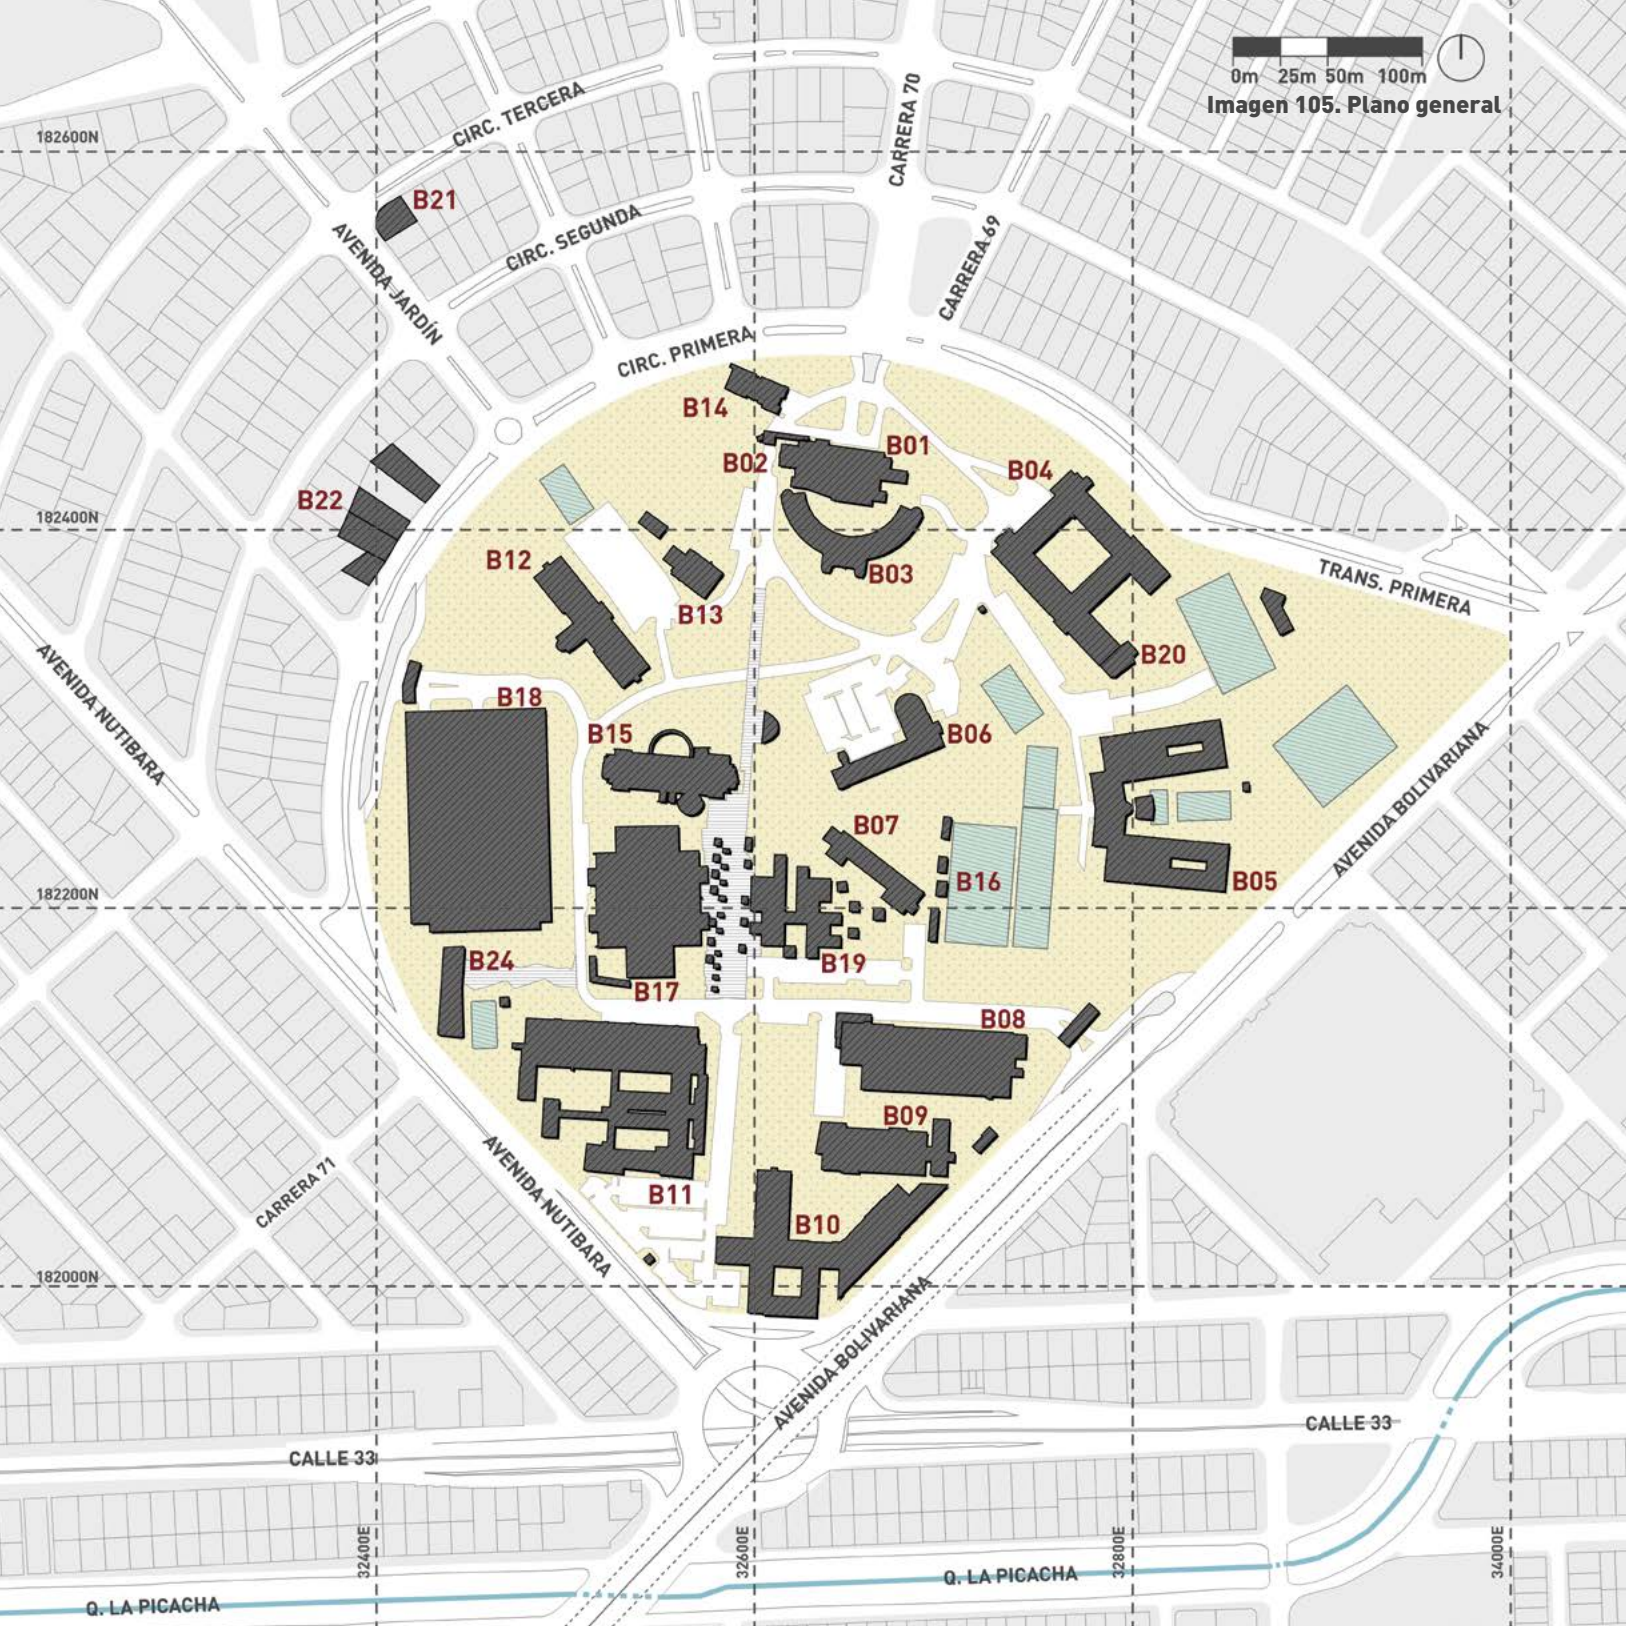 0m 25m 50m 100m
Imagen 105. Plano general
CARRERA 70
CIRC. TERCERA
182600N
B21
CIRC. SEGUNDA
CARRERA 69
AVENIDA JARDÍN
CIRC. PRIMERA
B14
B01
B02
B04
B22
182400N
B12
B03
TRANS. PRIMERA
B13
AVENIDA NUTIBARA
B20
B18
B15
B06
AVENIDA BOLIVARIANA
B07
B16
B05
182200N
B24
B19
B17
B08
B09
AVENIDA NUTIBARA
CARRERA 71
B11
B10
182000N
AVENIDA BOLIVARIANA
CALLE 33
CALLE 33
32400E
32600E
32800E
34000E
Q. LA PICACHA
Q. LA PICACHA